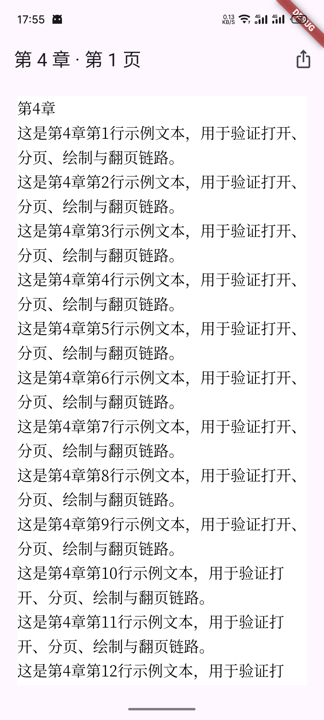 17:55
0.13
KB/S
4G
4G
DEBUG
第 4 章 · 第 1 页
第4章
这是第4章第1行示例文本，用于验证打开、
分页、绘制与翻页链路。
这是第4章第2行示例文本，用于验证打开、
分页、绘制与翻页链路。
这是第4章第3行示例文本，用于验证打开、
分页、绘制与翻页链路。
这是第4章第4行示例文本，用于验证打开、
分页、绘制与翻页链路。
这是第4章第5行示例文本，用于验证打开、
分页、绘制与翻页链路。
这是第4章第6行示例文本，用于验证打开、
分页、绘制与翻页链路。
这是第4章第7行示例文本，用于验证打开、
分页、绘制与翻页链路。
这是第4章第8行示例文本，用于验证打开、
分页、绘制与翻页链路。
这是第4章第9行示例文本，用于验证打开、
分页、绘制与翻页链路。
这是第4章第10行示例文本，用于验证打
开、分页、绘制与翻页链路。
这是第4章第11行示例文本，用于验证打
开、分页、绘制与翻页链路。
这是第4章第12行示例文本，用于验证打